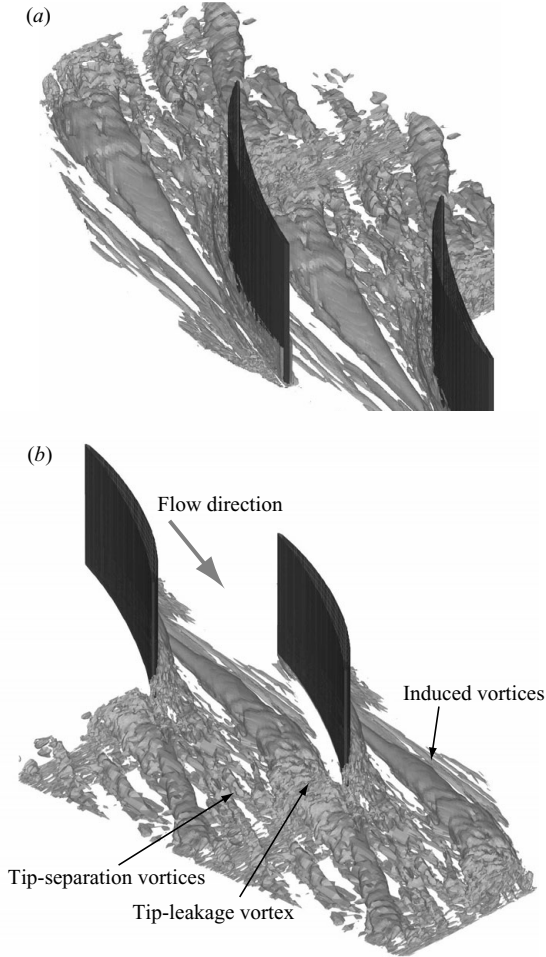 (a)
(b)
Flow direction
Induced vortices
Tip-separation vortices
Tip-leakage vortex